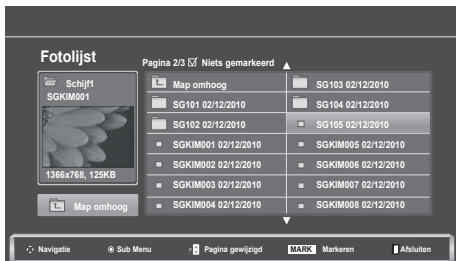 Fotolijst
Pagina 2/3 Niets gemarkeerd
Schijf1
SGKIM001
1366x768, 125KB
Map omhoog
Map omhoog
SG101 02/12/2010
SG102 02/12/2010
SGKIM001 02/12/2010
SGKIM002 02/12/2010
SGKIM003 02/12/2010
SGKIM004 02/12/2010
SG103 02/12/2010
SG104 02/12/2010
SG105 02/12/2010
SGKIM005 02/12/2010
SGKIM006 02/12/2010
SGKIM007 02/12/2010
SGKIM008 02/12/2010
Navigatie Sub Menu Pagina gewijzigd MARK Markeren Afsluiten